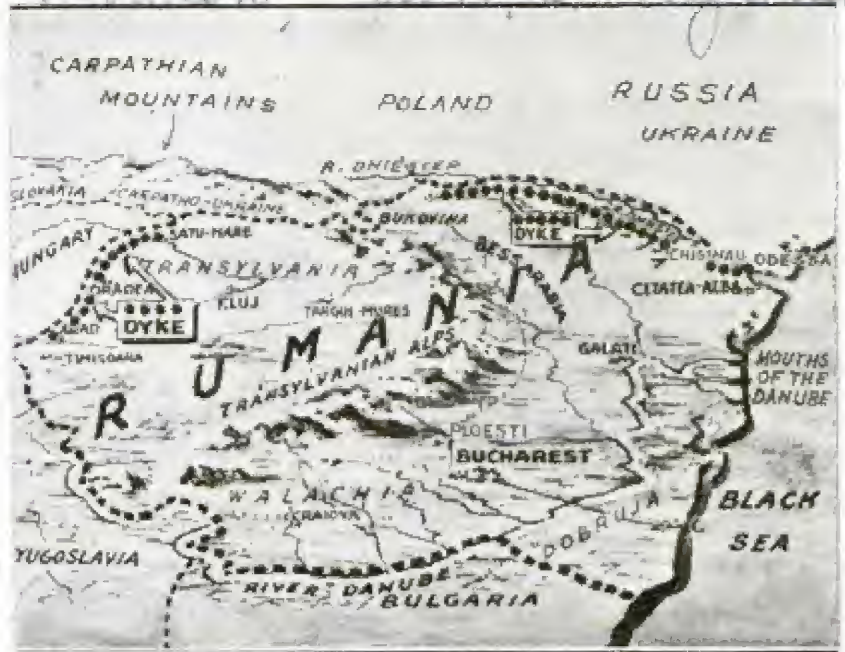 CARPATHIAN
MOUNTAINS
POLAND
RUSSIA
UKRAINE
R. DNIESTER
SLOVAKIA
CARPATHO-UKRAINE
BUKOVINA
DYKE
HUNGARY
SATU-MARE
BESSARABIA
CHISINAU
ODESSA
TRANSYLVANIA
ORADEA
CLUJ
CETATEA-ALBA
TARGU-MURES
ARAD
DYKE
RUMANIA
GALATI
TIMISOARA
TRANSYLVANIAN ALPS
MOUTHS
OF THE
DANUBE
PLOESTI
BUCHAREST
WALACHIA
CRAIOVA
DOBRUJA
BLACK
SEA
YUGOSLAVIA
RIVER DANUBE
BULGARIA